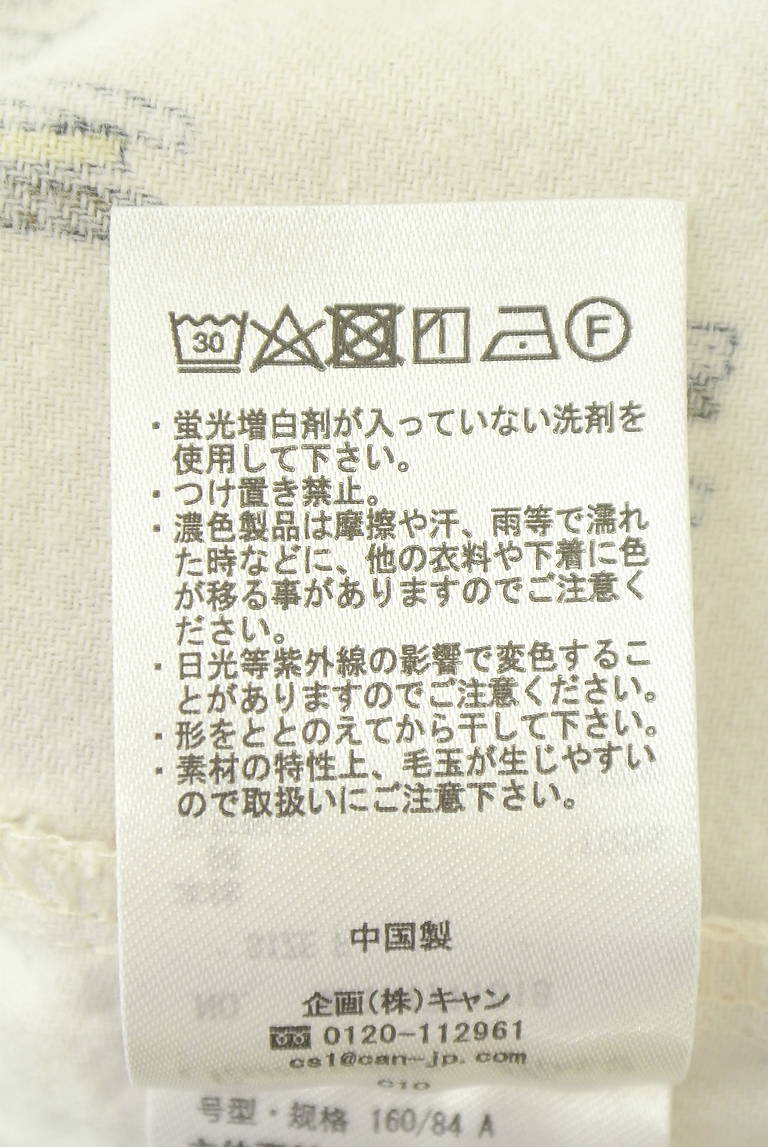 30
F
・蛍光増白剤が入っていない洗剤を
使用して下さい。
・つけ置き禁止。
・濃色製品は摩擦や汗、雨等で濡れ
た時などに、他の衣料や下着に色
が移る事がありますのでご注意く
ださい。
・日光等紫外線の影響で変色するこ
とがありますのでご注意ください。
・形をととのえてから干して下さい。
・素材の特性上、毛玉が生じやすい
ので取扱いにご注意下さい。
中国製
企画(株)キャン
0120-112961
cs1@can-jp.com
C10
号型・规格 160/84 A